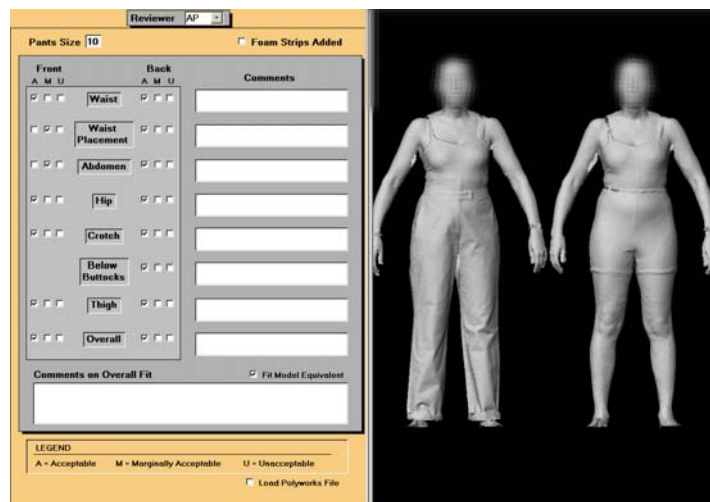 Reviewer AP
Pants Size 10 Foam Strips Added
Front Back
A M U A M U Comments
Waist
Waist
Placement
Abdomen
Hip
Crotch
Below
Buttocks
Thigh
Overall
Comments on Overall Fit Fit Model Equivalent
LEGEND
A - Acceptable M - Marginally Acceptable U - Unacceptable
Load Polyworks File